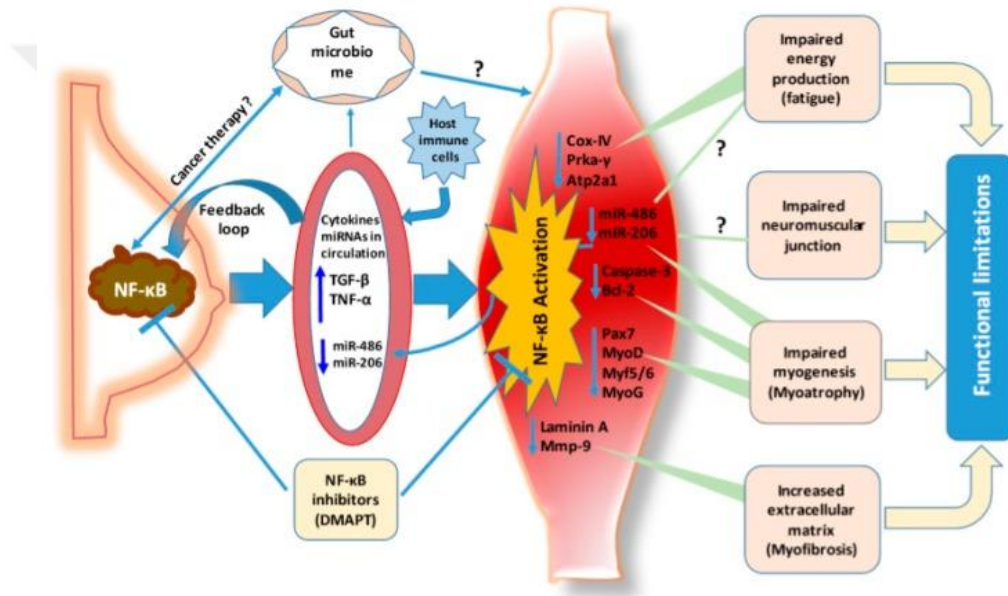 Gut
microbio
me
?
Cancer therapy?
Host
immune
cells
Feedback
loop
NF-κB
Cytokines
miRNAs in
circulation
TGF-β
TNF-α
miR-486
miR-206
NF-κB
inhibitors
(DMAPT)
NF-κB Activation
Cox-IV
Prka-y
Atp2a1
miR-486
miR-206
Caspase-3
Bcl-2
Pax7
MyoD
Myf5/6
MyoG
Laminin A
Mmp-9
?
?
Impaired
energy
production
(fatigue)
Impaired
neuromuscular
junction
Impaired
myogenesis
(Myoatrophy)
Increased
extracellular
matrix
(Myofibrosis)
Functional limitations